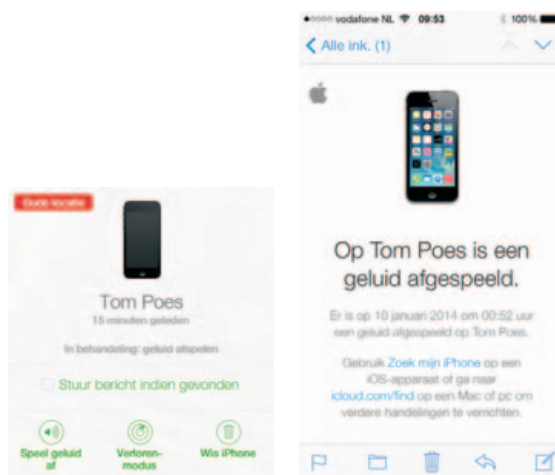 Oude locatie
Tom Poes
15 minuten geleden
In behandeling: geluid afspelen
Stuur bericht indien gevonden
Speel geluid af
Verloren-modus
Wis iPhone
vodafone NL 09:53 100%
Alle ink. (1)
Op Tom Poes is een
geluid afgespeeld.
Er is op 10 januari 2014 om 00:52 uur
een geluid afgespeeld op Tom Poes.
Gebruik Zoek mijn iPhone op een
iOS-apparaat of ga naar
icloud.com/find op een Mac of pc om
verdere handelingen te verrichten.